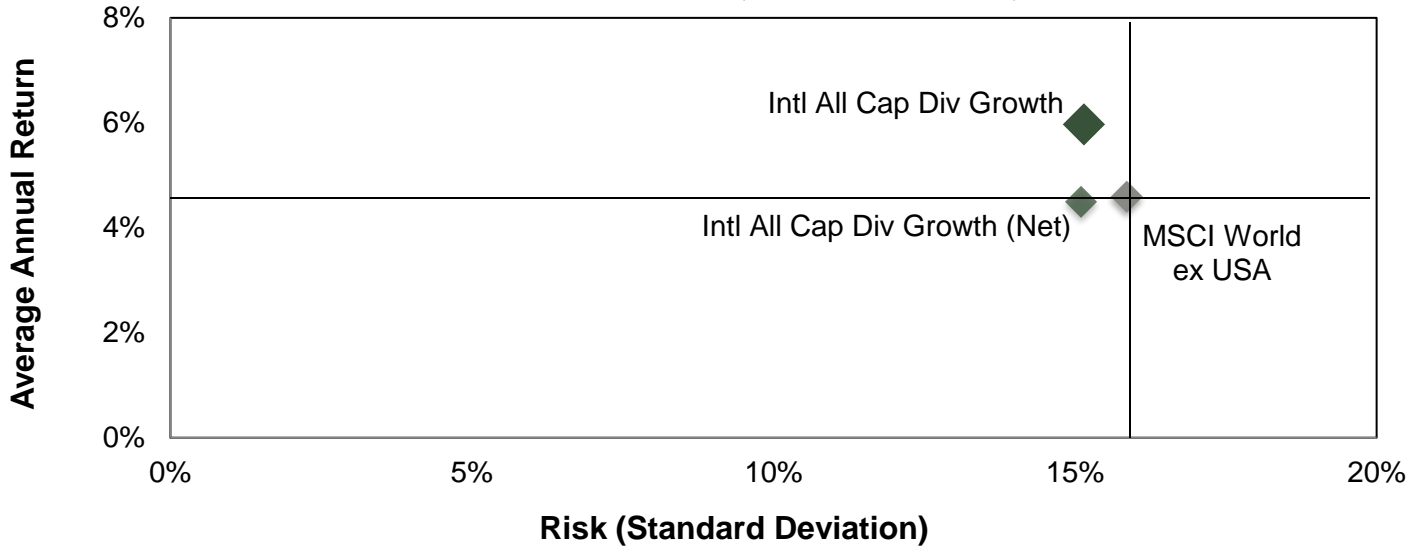 8%
6%
4%
2%
0%
Average Annual Return
Intl All Cap Div Growth
Intl All Cap Div Growth (Net)
MSCI World
ex USA
0%
5%
10%
15%
20%
Risk (Standard Deviation)